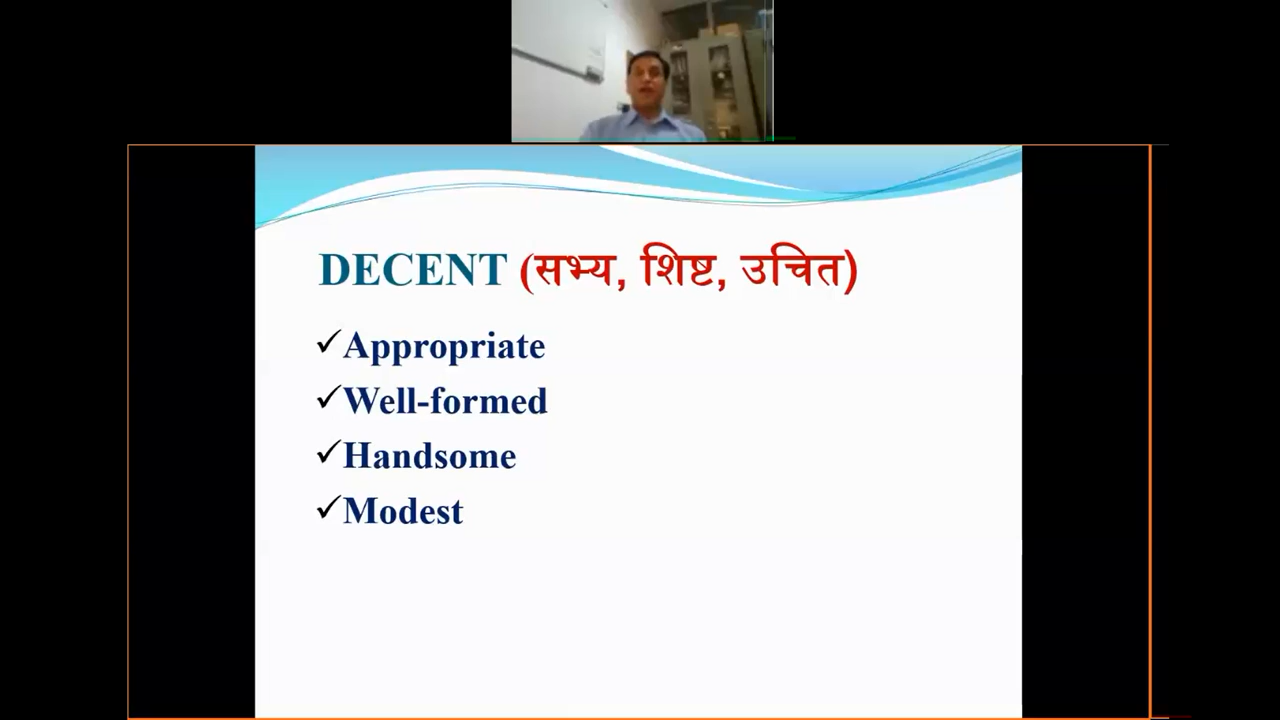 DECENT (सभ्य, शिष्ट, उचित)
✓Appropriate
✓Well-formed
✓Handsome
✓Modest